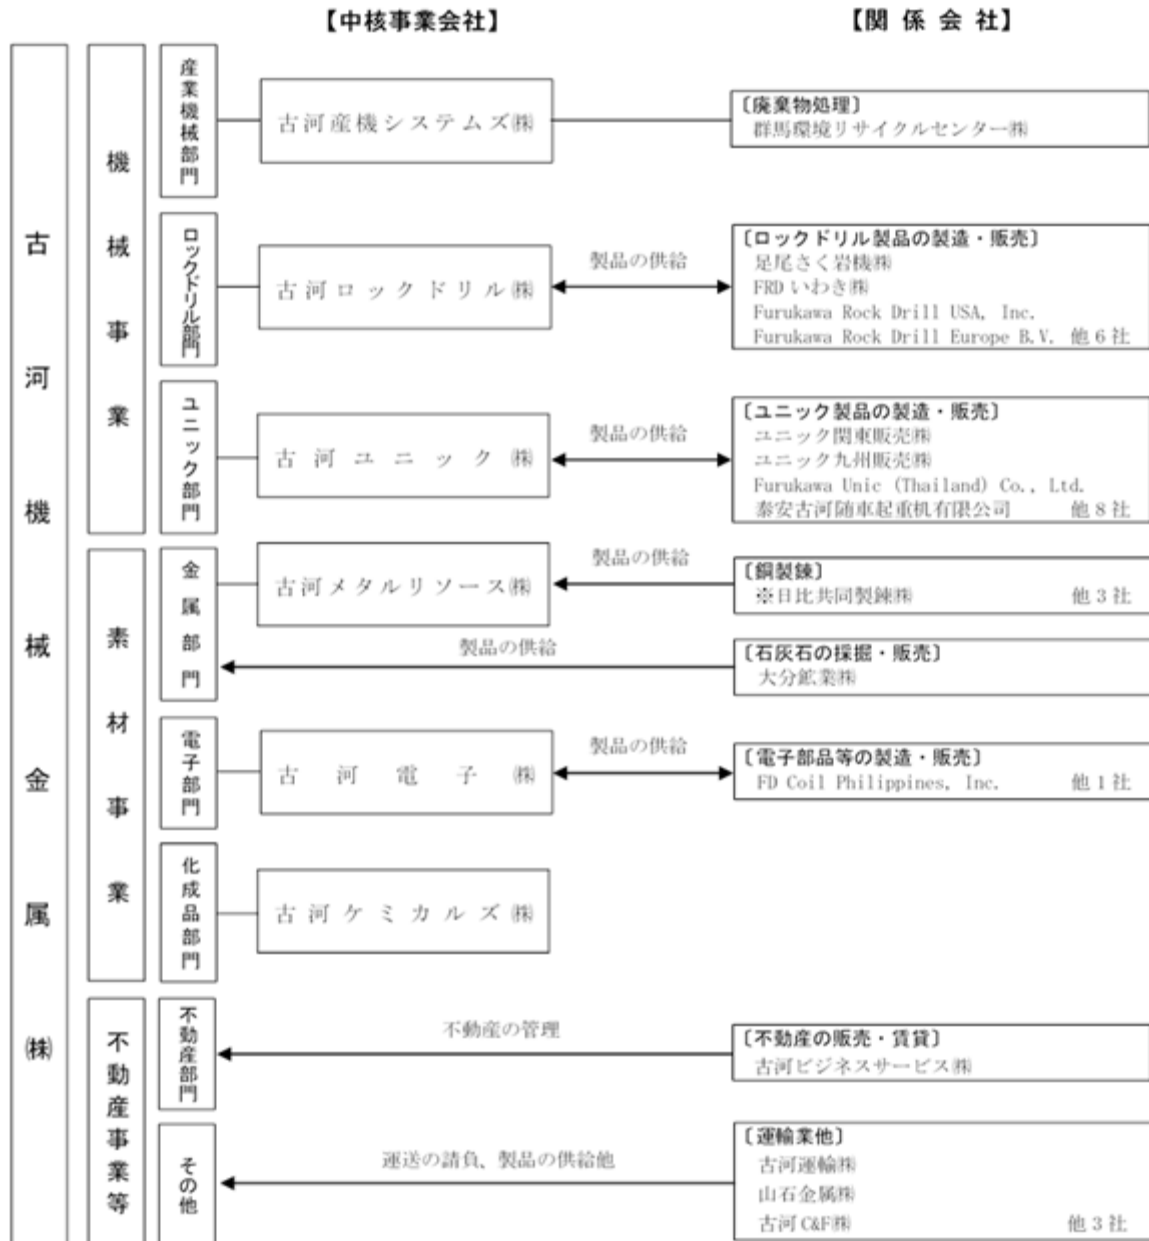 【中核事業会社】
【関係会社】
古河機械金属㈱
機械事業
産業機械部門
古河産機システムズ㈱
〔廃棄物処理〕
群馬環境リサイクルセンター㈱
ロックドリル部門
古河ロックドリル㈱
製品の供給
〔ロックドリル製品の製造・販売〕
足尾さく岩機㈱
FRDいわき㈱
Furukawa Rock Drill USA, Inc.
Furukawa Rock Drill Europe B.V. 他6社
ユニック部門
古河ユニック㈱
製品の供給
〔ユニック製品の製造・販売〕
ユニック関東販売㈱
ユニック九州販売㈱
Furukawa Unic (Thailand) Co., Ltd.
泰安古河随車起重机有限公司 他8社
素材事業
金属部門
古河メタルリソース㈱
製品の供給
〔銅製錬〕
※日比共同製錬㈱ 他3社
製品の供給
〔石灰石の採掘・販売〕
大分鉱業㈱
電子部門
古河電子㈱
製品の供給
〔電子部品等の製造・販売〕
FD Coil Philippines, Inc. 他1社
化成品部門
古河ケミカルズ㈱
不動産事業等
不動産部門
不動産の管理
〔不動産の販売・賃貸〕
古河ビジネスサービス㈱
その他
運送の請負、製品の供給他
〔運輸業他〕
古河運輸㈱
山石金属㈱
古河C&F㈱ 他3社